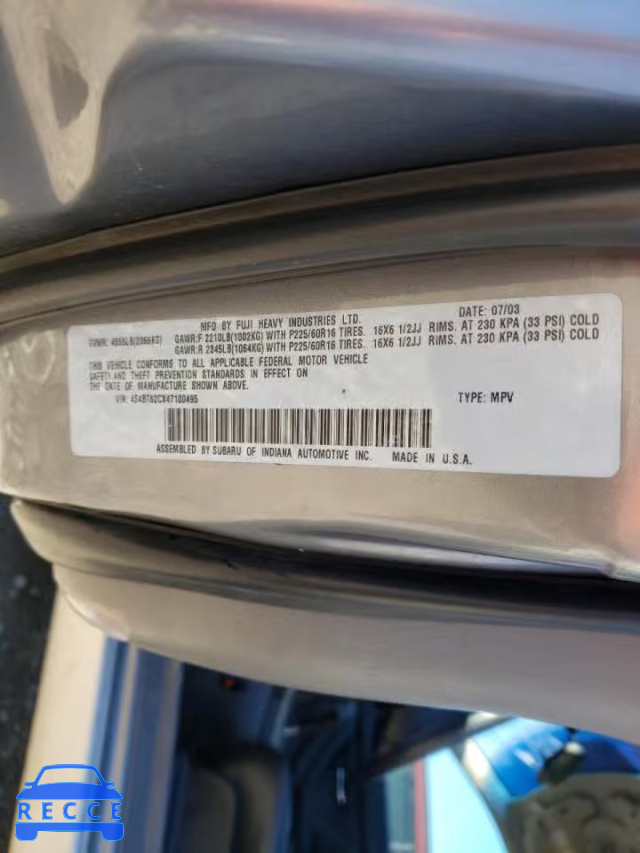 MFG BY FUJI HEAVY INDUSTRIES LTD. DATE: 07/03
GVWR: 4555LB(2066KG) GAWR:F 2210LB(1002KG) WITH P225/60R16 TIRES. 16X6 1/2JJ RIMS. AT 230 KPA (33 PSI) COLD
GAWR:R 2345LB(1064KG) WITH P225/60R16 TIRES. 16X6 1/2JJ RIMS. AT 230 KPA (33 PSI) COLD
THIS VEHICLE CONFORMS TO ALL APPLICABLE FEDERAL MOTOR VEHICLE
SAFETY AND THEFT PREVENTION STANDARDS IN EFFECT ON THE
DATE OF MANUFACTURE SHOWN ABOVE.
VIN: 4S4BT62CX47100495 TYPE: MPV
ASSEMBLED BY SUBARU OF INDIANA AUTOMOTIVE INC. MADE IN U.S.A.
RECCE